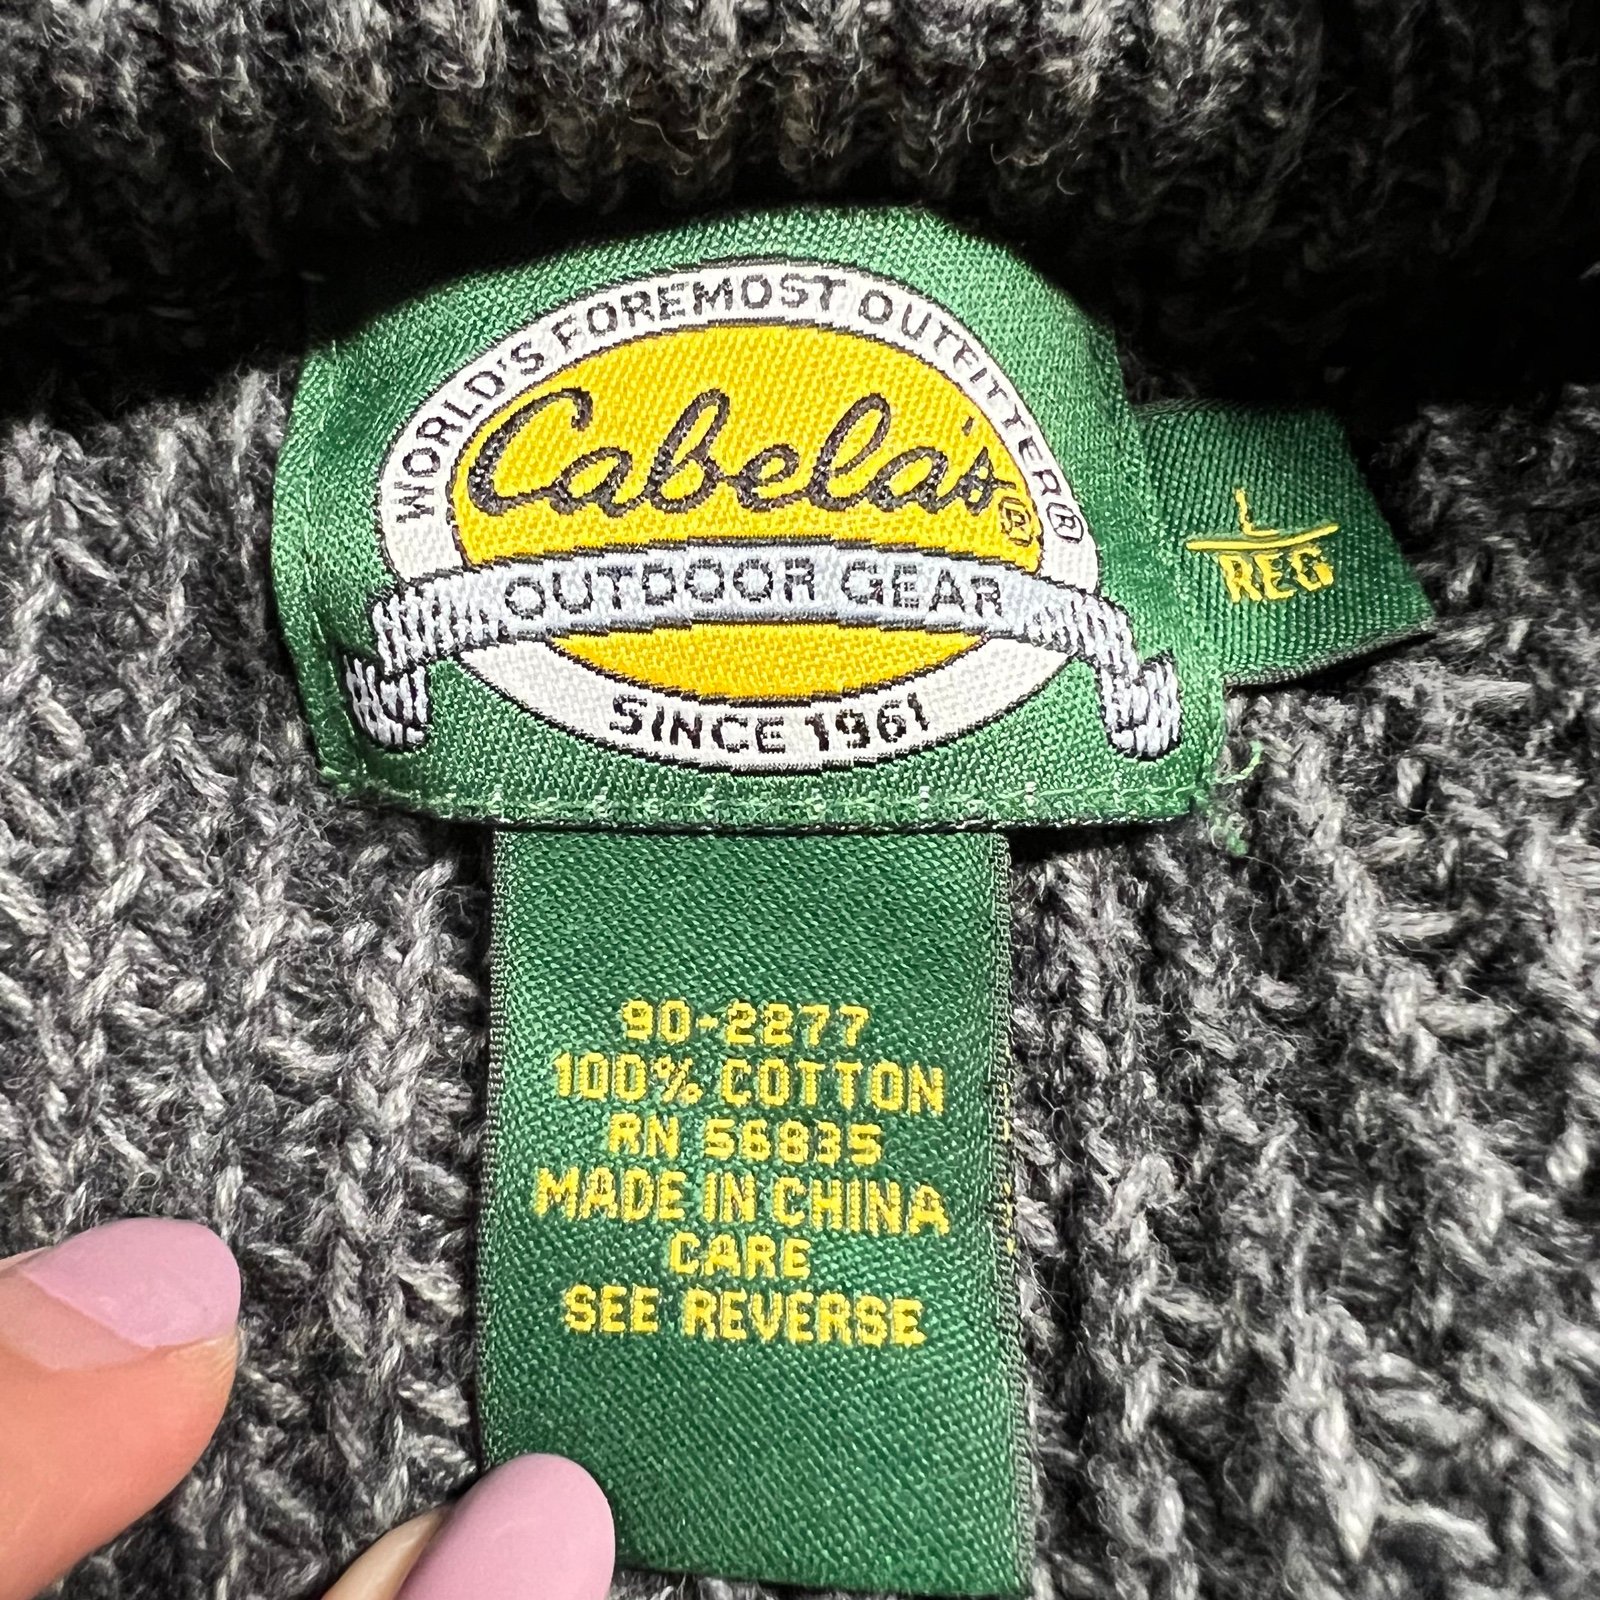 WORLD'S FOREMOST OUTFITTER®
Cabela's®
OUTDOOR GEAR
SINCE 1961
L
REG
90-2277
100% COTTON
RN 56835
MADE IN CHINA
CARE
SEE REVERSE